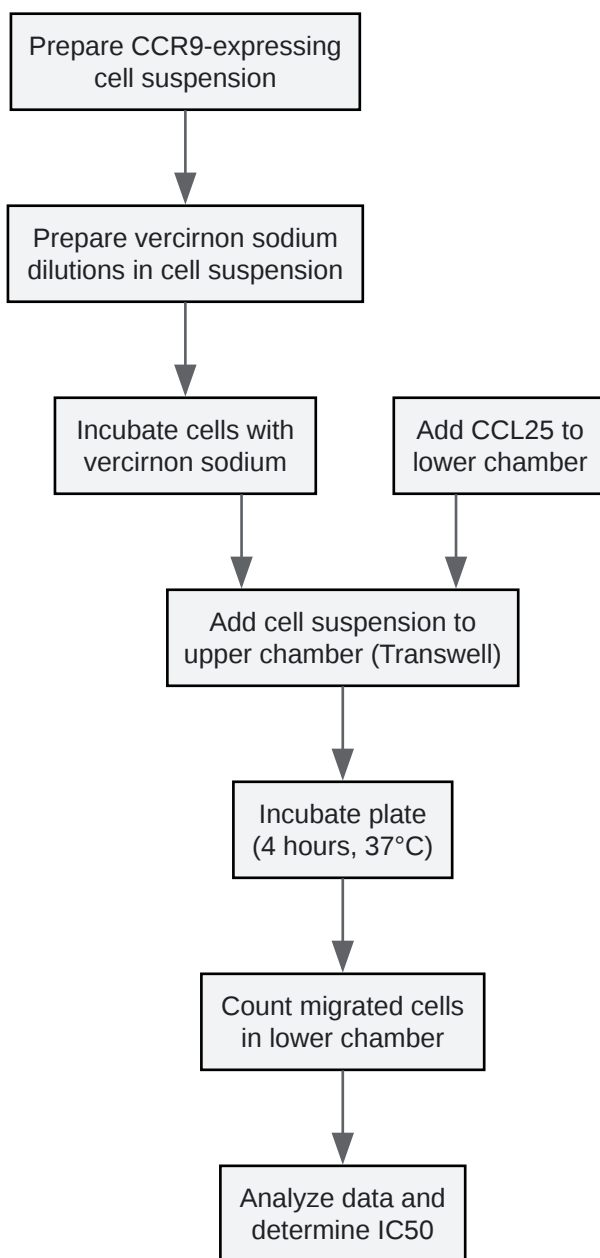 Prepare CCR9-expressing
cell suspension
Prepare vercirnon sodium
dilutions in cell suspension
Incubate cells with
vercirnon sodium
Add CCL25 to
lower chamber
Add cell suspension to
upper chamber (Transwell)
Incubate plate
(4 hours, 37°C)
Count migrated cells
in lower chamber
Analyze data and
determine IC50